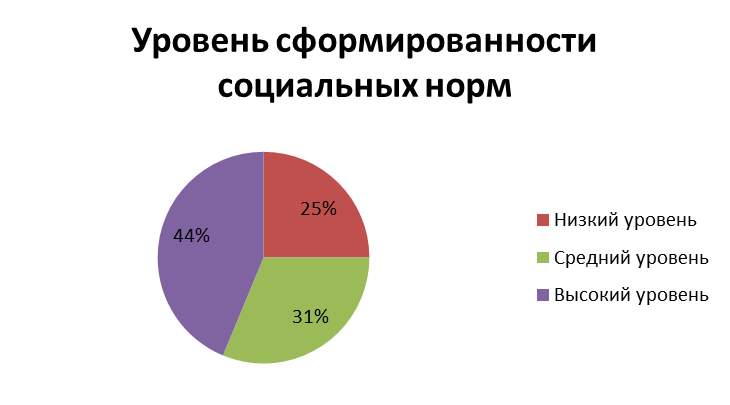 Уровень сформированности
социальных норм
25%
44%
31%
Низкий уровень
Средний уровень
Высокий уровень